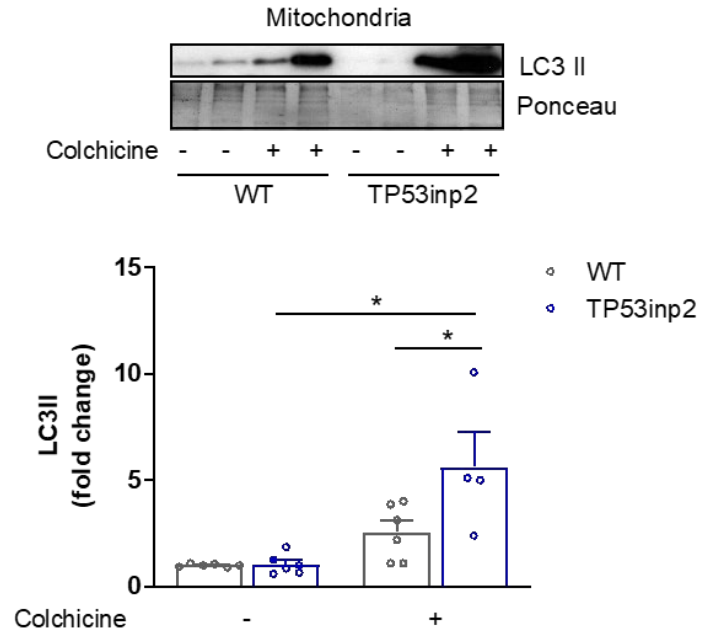 Mitochondria
LC3 II
Ponceau
Colchicine - - + + - - + +
WT TP53inp2
15
10
5
0
LC3II
(fold change)
*
*
WT
TP53inp2
Colchicine - +